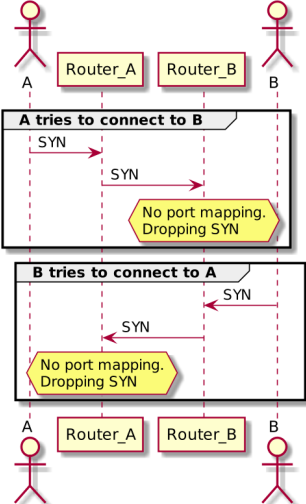 Router_A
Router_B
A
B
A tries to connect to B
SYN
SYN
No port mapping.
Dropping SYN
B tries to connect to A
SYN
SYN
No port mapping.
Dropping SYN
A
Router_A
Router_B
B